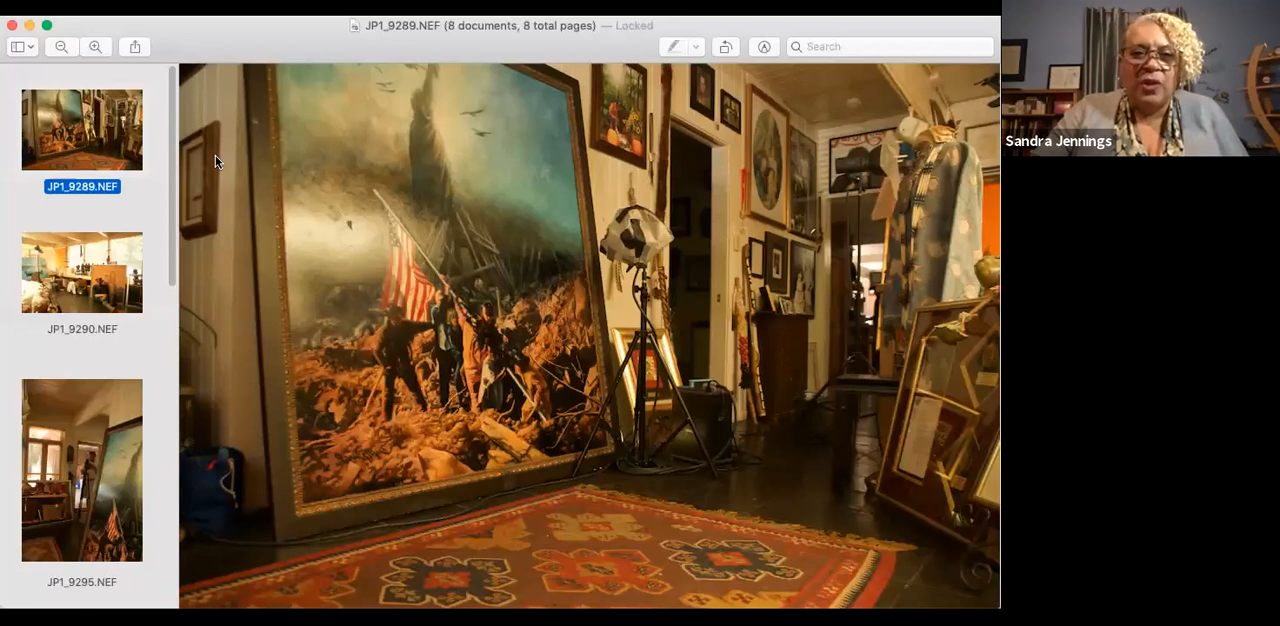 JP1_9289.NEF (8 documents, 8 total pages) — Locked
Search
JP1_9289.NEF
JP1_9290.NEF
JP1_9295.NEF
Sandra Jennings